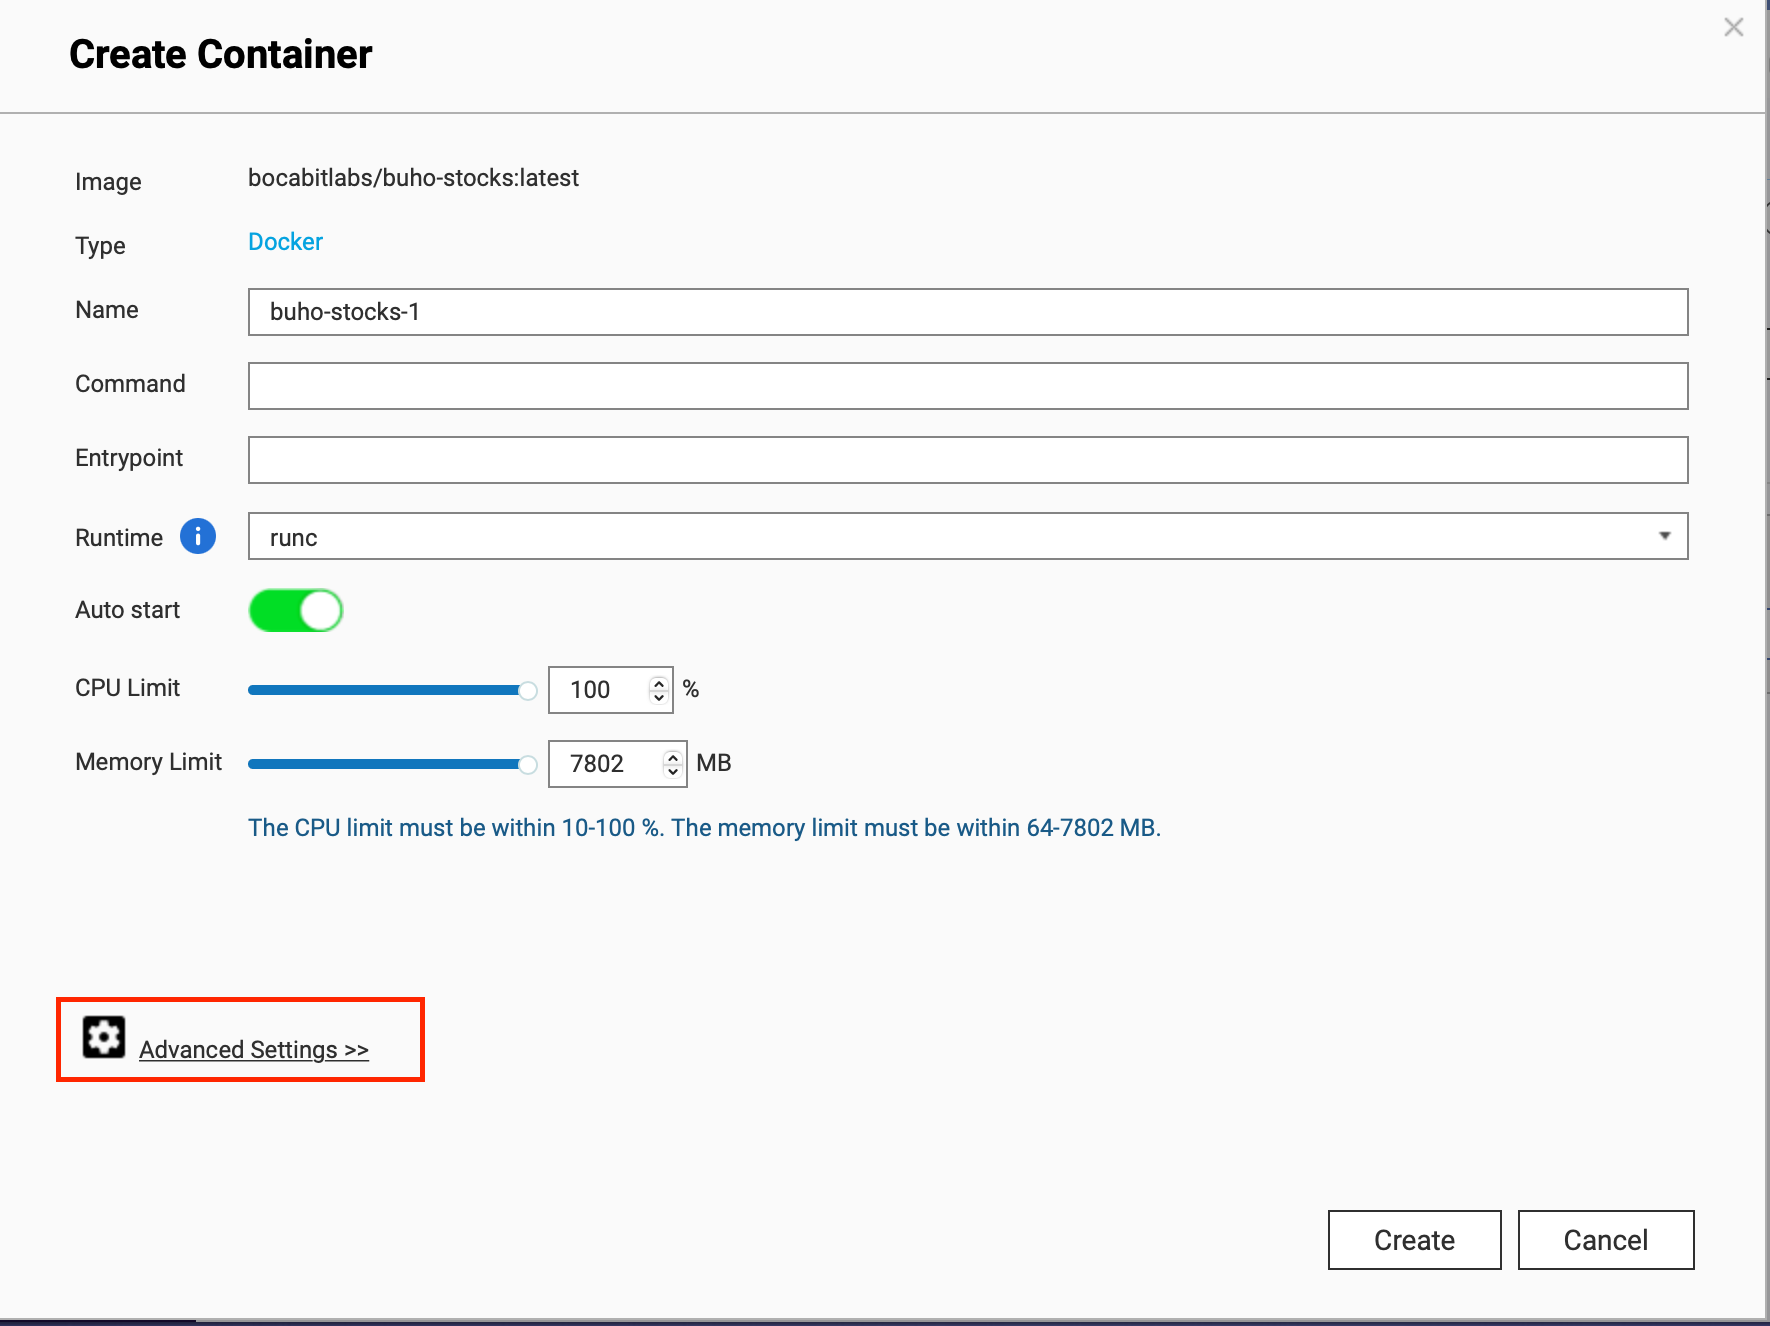 Create Container
Image bocabitlabs/buho-stocks:latest
Type Docker
Name buho-stocks-1
Command
Entrypoint
Runtime i runc
Auto start
CPU Limit 100 %
Memory Limit 7802 MB
The CPU limit must be within 10-100 %. The memory limit must be within 64-7802 MB.
Advanced Settings >>
Create Cancel